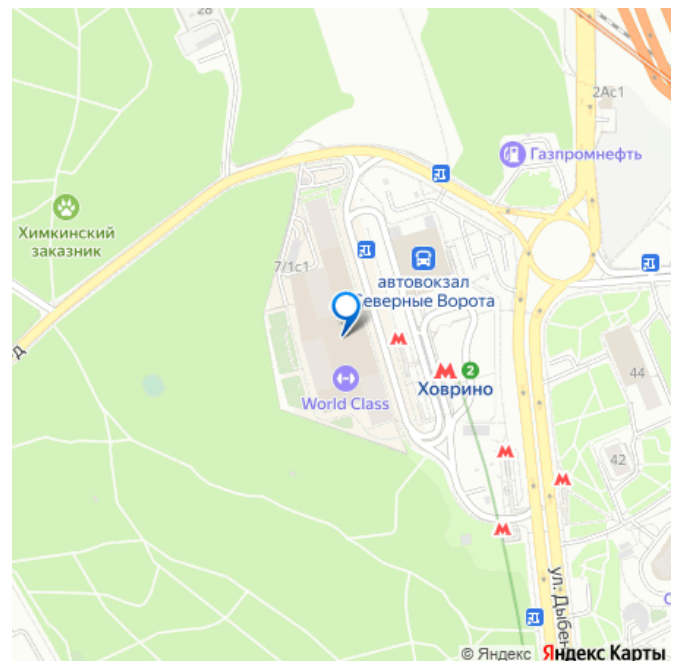 28
2Ас1
Газпромнефть
Химкинский
заказник
7/1с1
автовокзал
Северные Ворота
World Class
М
М
2
Ховрино
44
М
42
М
М
ул. Дыбен
© Яндекс Яндекс Карты